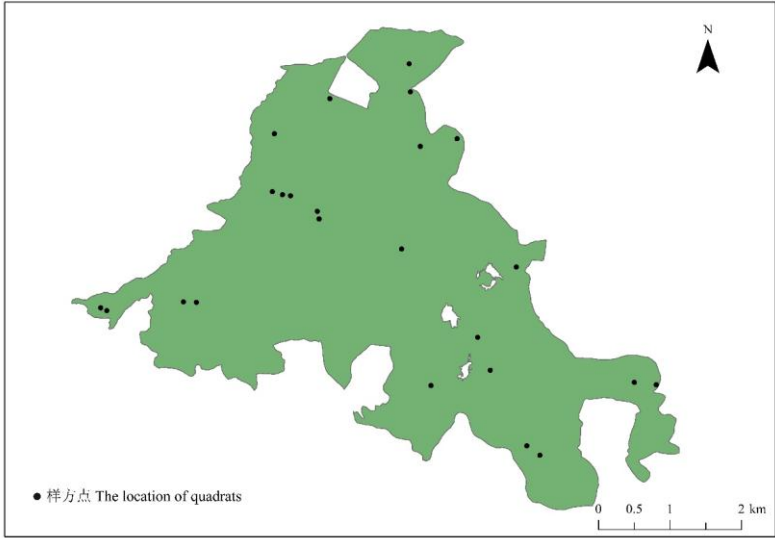 N
● 样方点 The location of quadrats
0 0.5 1 2 km